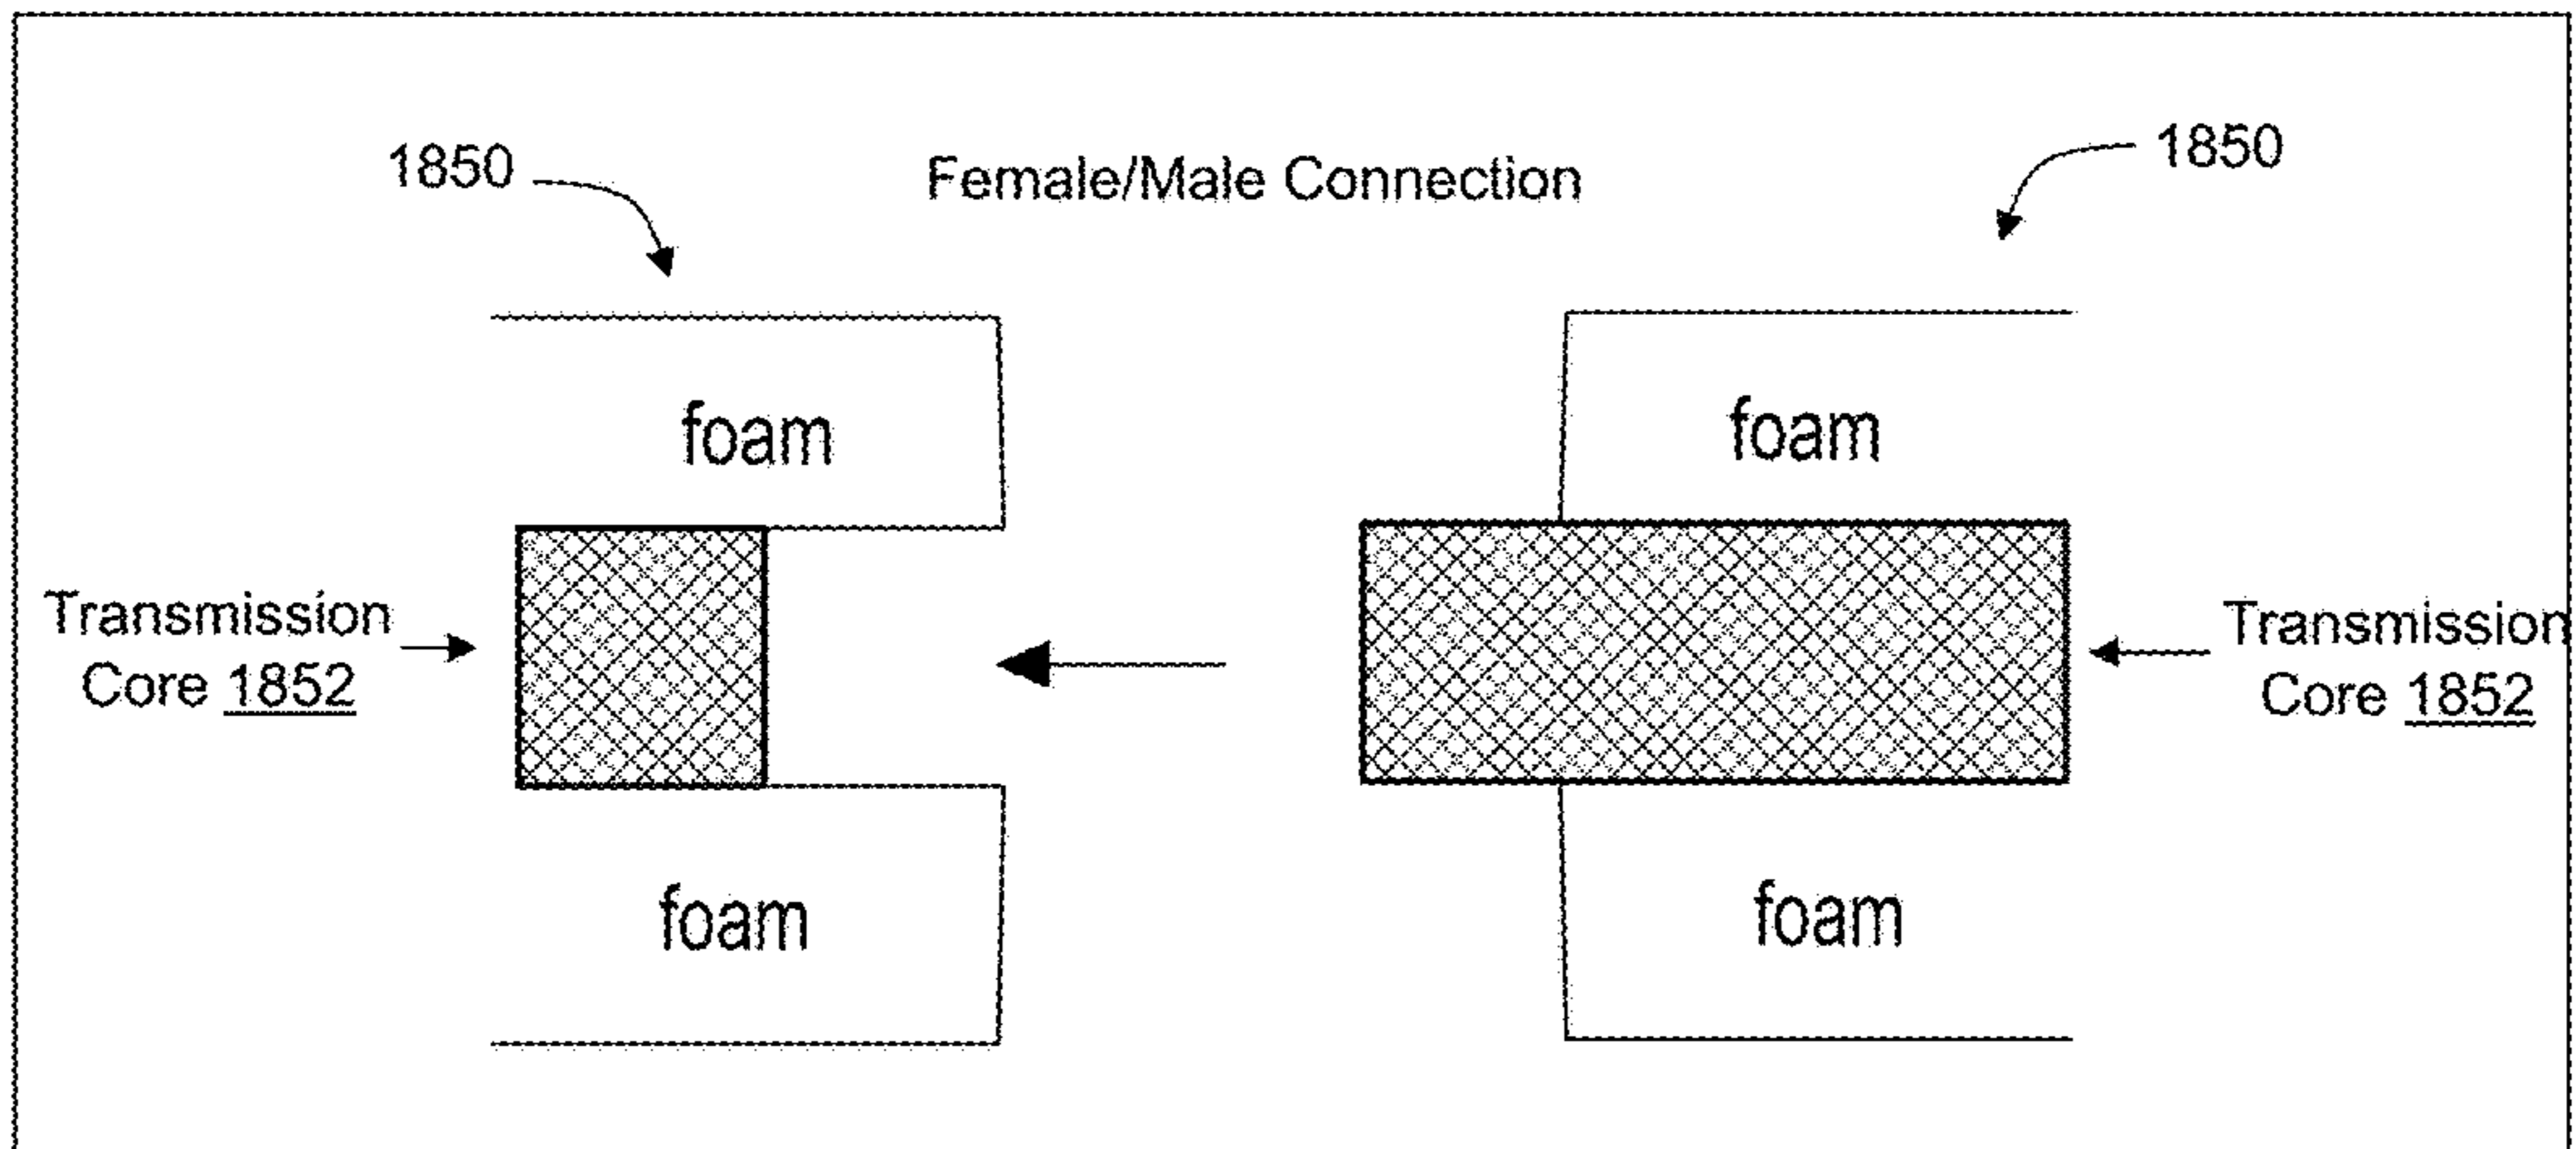 1850
Female/Male Connection
1850
foam
foam
Transmission
Core 1852
Transmission
Core 1852
foam
foam